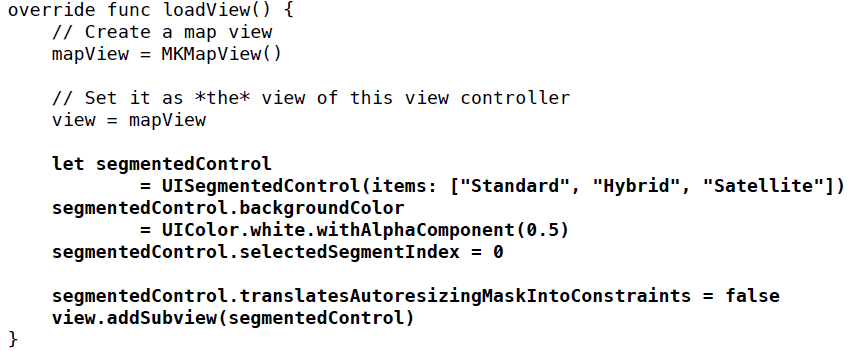 override func loadView() {
    // Create a map view
    mapView = MKMapView()

    // Set it as *the* view of this view controller
    view = mapView

    let segmentedControl
            = UISegmentedControl(items: ["Standard", "Hybrid", "Satellite"])
    segmentedControl.backgroundColor
            = UIColor.white.withAlphaComponent(0.5)
    segmentedControl.selectedSegmentIndex = 0

    segmentedControl.translatesAutoresizingMaskIntoConstraints = false
    view.addSubview(segmentedControl)
}